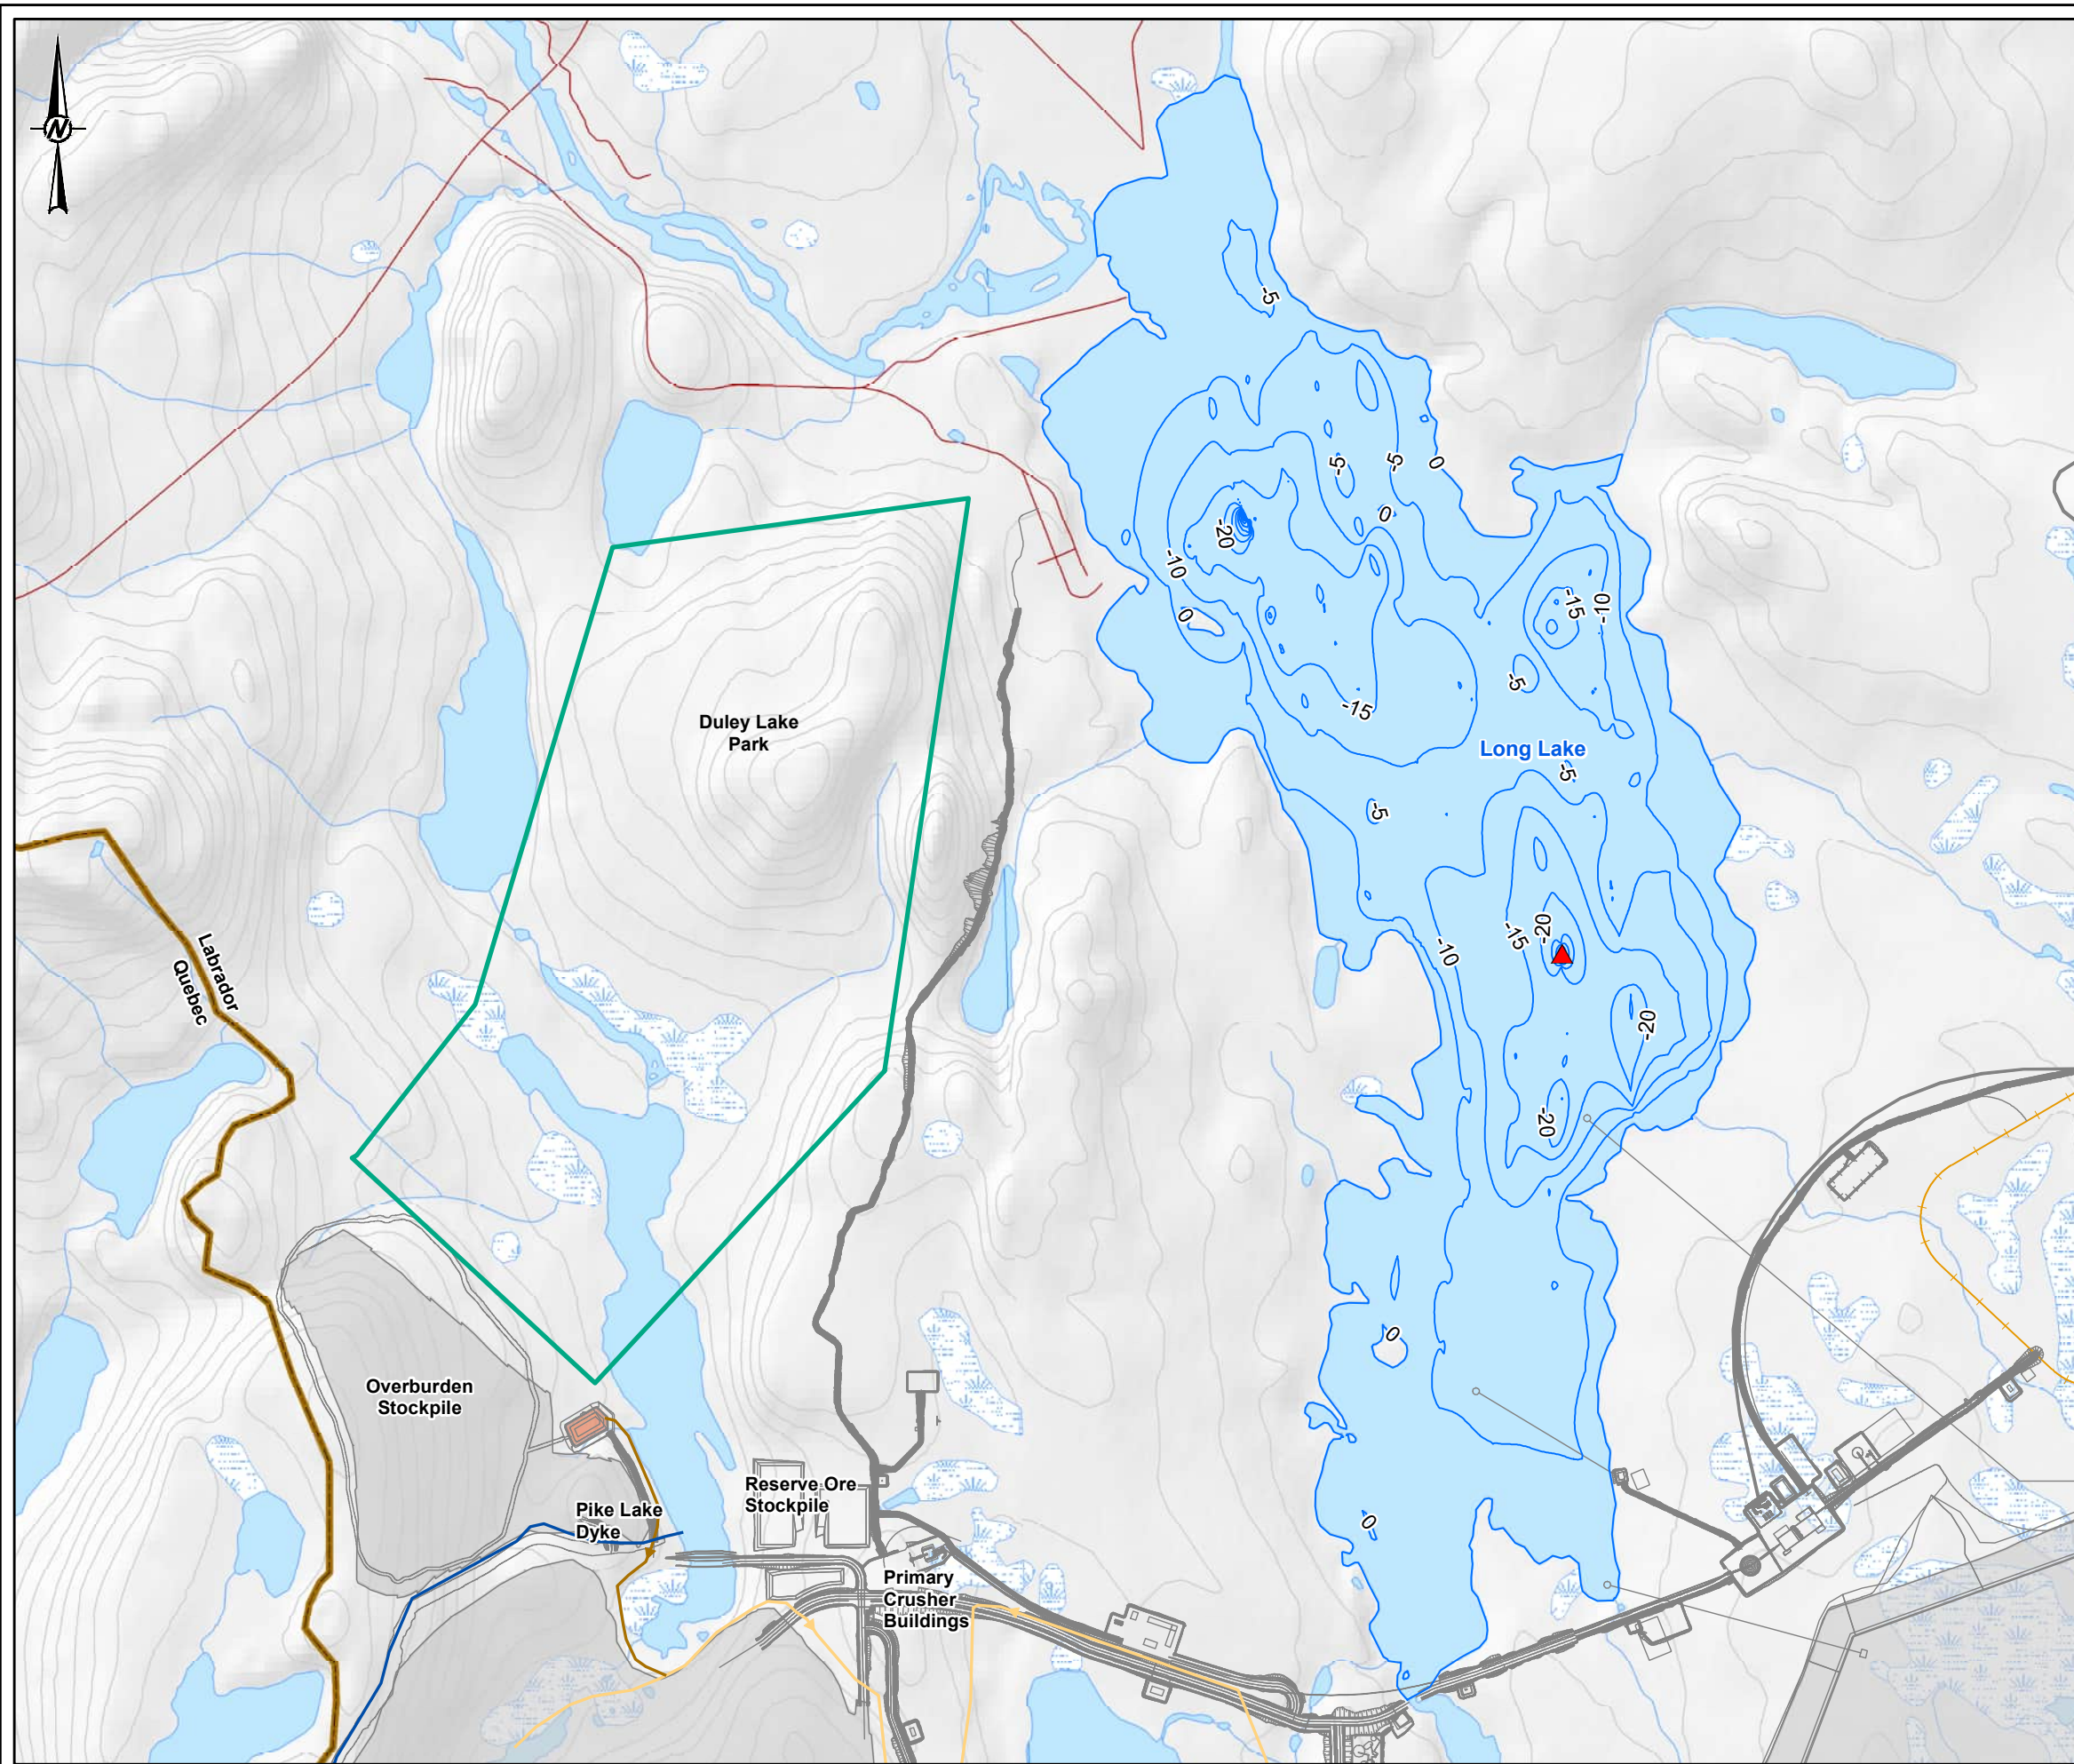 N
-5
-5
-5
0
-20
0
-10
-15
-10
0
-5
-15
Duley Lake
Park
Long Lake
-5
-5
-20
-15
-10
Labrador
Quebec
-20
-20
0
Overburden
Stockpile
Reserve Ore
Stockpile
Pike Lake
Dyke
0
Primary
Crusher
Buildings